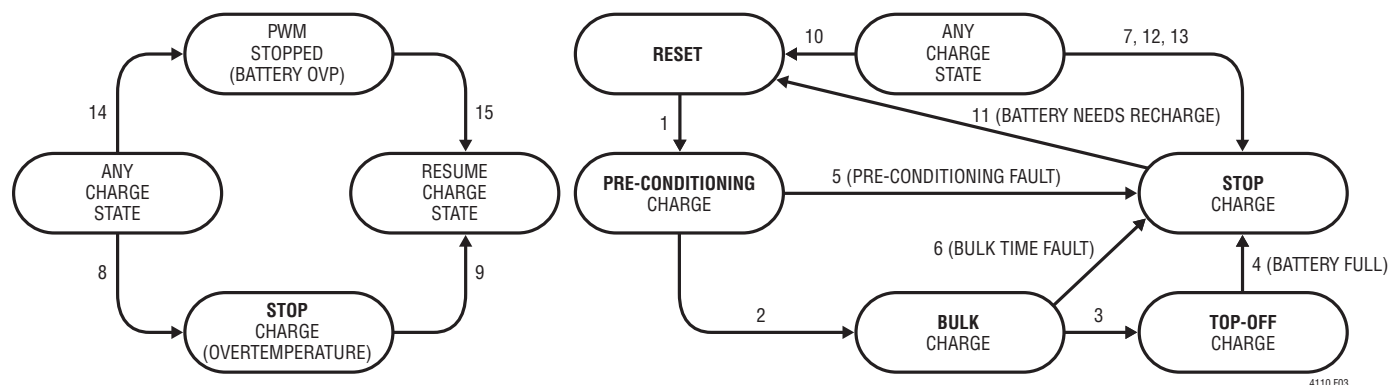 PWM
STOPPED
(BATTERY OVP)
14
15
ANY
CHARGE
STATE
RESUME
CHARGE
STATE
8
9
STOP
CHARGE
(OVERTEMPERATURE)
RESET
10
ANY
CHARGE
STATE
7, 12, 13
1
11 (BATTERY NEEDS RECHARGE)
PRE-CONDITIONING
CHARGE
5 (PRE-CONDITIONING FAULT)
STOP
CHARGE
6 (BULK TIME FAULT)
4 (BATTERY FULL)
2
BULK
CHARGE
3
TOP-OFF
CHARGE
4110 F03